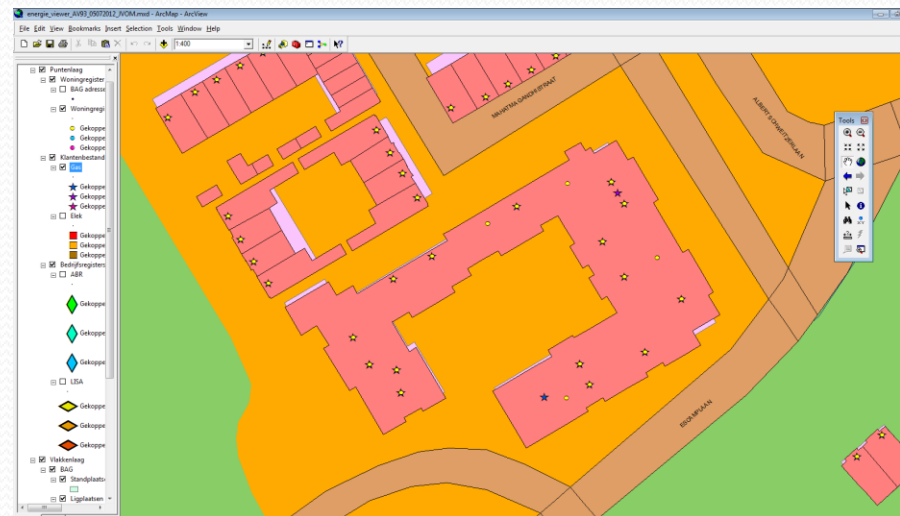 energie_viewer_AV93_05072012_JVOM.mxd - ArcMap - ArcView
File Edit View Bookmarks Insert Selection Tools Window Help
1:400
Puntenlaag
Woningregister
BAG adresse
Woningregi
Gekoppe
Gekoppe
Gekoppe
Klantenbestand
Gas
Gekoppe
Gekoppe
Gekoppe
Elek
Gekoppe
Gekoppe
Gekoppe
Bedrijfsregisters
ABR
Gekoppe
Gekoppe
Gekoppe
LISA
Gekoppe
Gekoppe
Gekoppe
Vlakkenlaag
BAG
Standplaats
Ligplaatsen
MAHATMA GANDHISTRAAT
ALBERT SCHWEITZERLAAN
Tools